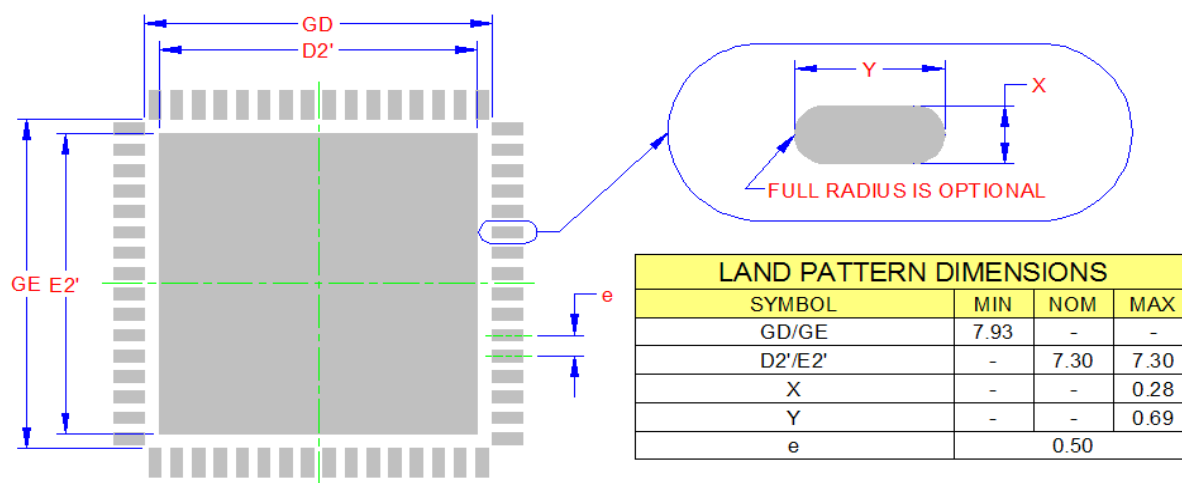 GD
D2'
GE E2'
e
Y
X
FULL RADIUS IS OPTIONAL
LAND PATTERN DIMENSIONS
SYMBOL MIN NOM MAX
GD/GE 7.93 - -
D2'/E2' - 7.30 7.30
X - - 0.28
Y - - 0.69
e 0.50